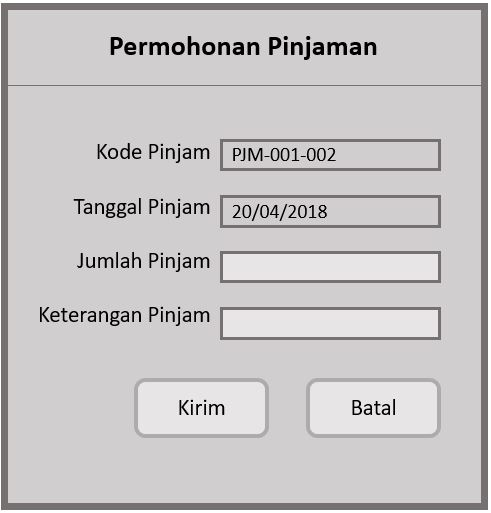 Permohonan Pinjaman
Kode Pinjam PJM-001-002
Tanggal Pinjam 20/04/2018
Jumlah Pinjam
Keterangan Pinjam
Kirim Batal